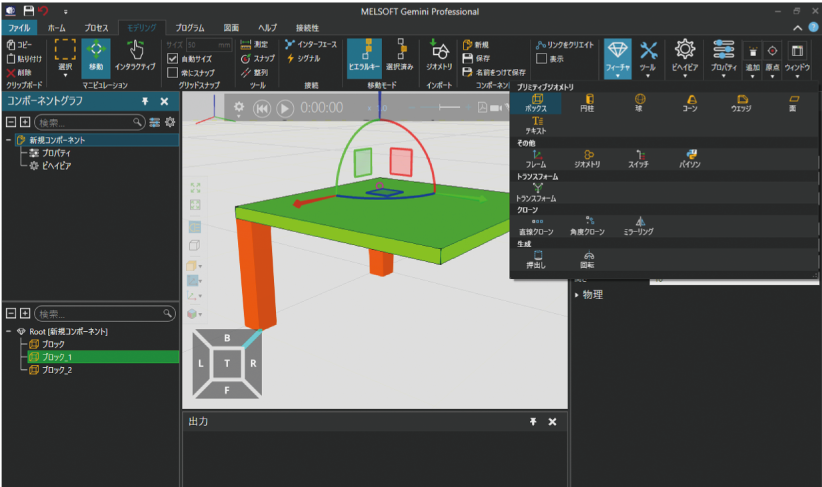 MELSOFT Gemini Professional
ファイル ホーム プロセス モデリング プログラム 図面 ヘルプ 接続性
コピー
貼り付け
削除
クリップボード
選択
移動
インタラクティブ
マニピュレーション
サイズ 50 mm
自動サイズ
常にスナップ
グリッドスナップ
測定
スナップ
整列
ツール
インターフェース
シグナル
接続
ヒエラルキー
選択済み
移動モード
ジオメトリ
インポート
新規
保存
名前をつけて保存
コンポーネント
リンクをクリエイト
表示
フィーチャ
ツール
ビヘイビア
プロパティ
追加
原点
ウィンドウ
コンポーネントグラフ
検索...
新規コンポーネント
プロパティ
ビヘイビア
0:00:00
プリミティブジオメトリ
ボックス 円柱 球 コーン ウェッジ 面
テキスト
その他
フレーム ジオメトリ スイッチ パイソン
トランスフォーム
トランスフォーム
クローン
直線クローン 角度クローン ミラーリング
生成
押出し 回転
物理
検索...
Root [新規コンポーネント]
ブロック
ブロック_1
ブロック_2
B
L T R
F
出力